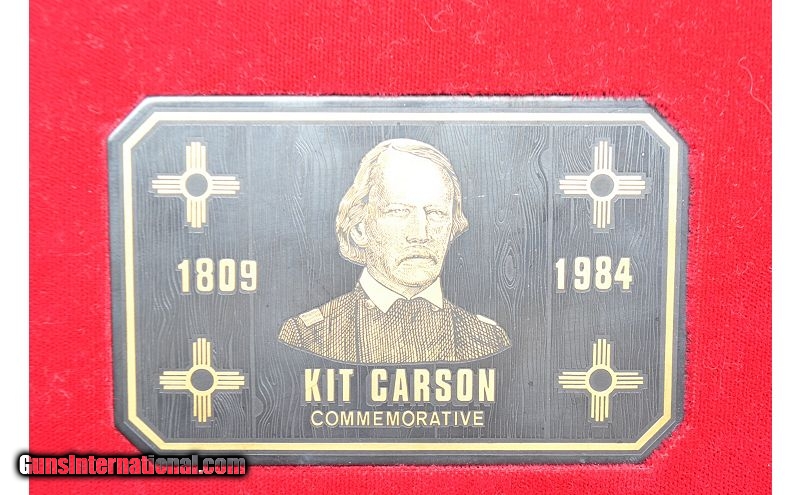 1809
1984
KIT CARSON
COMMEMORATIVE
GunsInternational.com